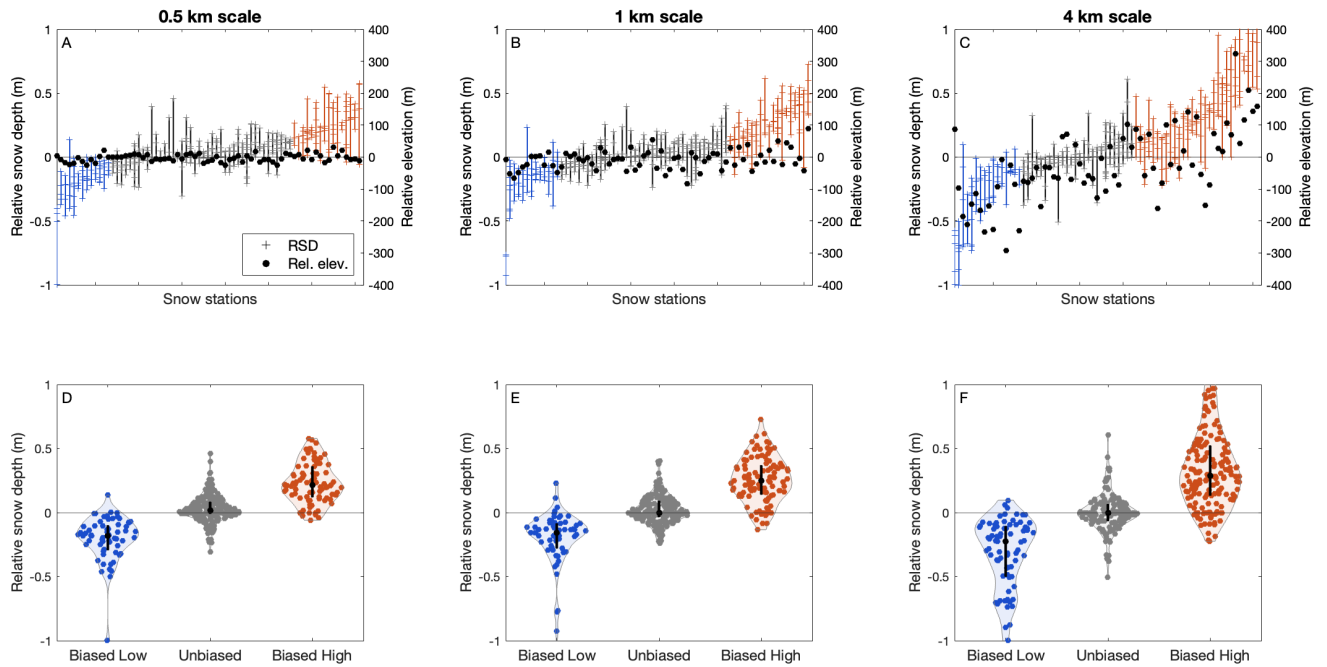 0.5 km scale
1 km scale
4 km scale
A
1
0.5
0
-0.5
-1
Relative snow depth (m)
400
300
200
100
0
-100
-200
-300
-400
Relative elevation (m)
RSD
Rel. elev.
Snow stations
B
1
0.5
0
-0.5
-1
Relative snow depth (m)
400
300
200
100
0
-100
-200
-300
-400
Relative elevation (m)
Snow stations
C
1
0.5
0
-0.5
-1
Relative snow depth (m)
400
300
200
100
0
-100
-200
-300
-400
Relative elevation (m)
Snow stations
D
1
0.5
0
-0.5
-1
Relative snow depth (m)
Biased Low
Unbiased
Biased High
E
1
0.5
0
-0.5
-1
Relative snow depth (m)
Biased Low
Unbiased
Biased High
F
1
0.5
0
-0.5
-1
Relative snow depth (m)
Biased Low
Unbiased
Biased High